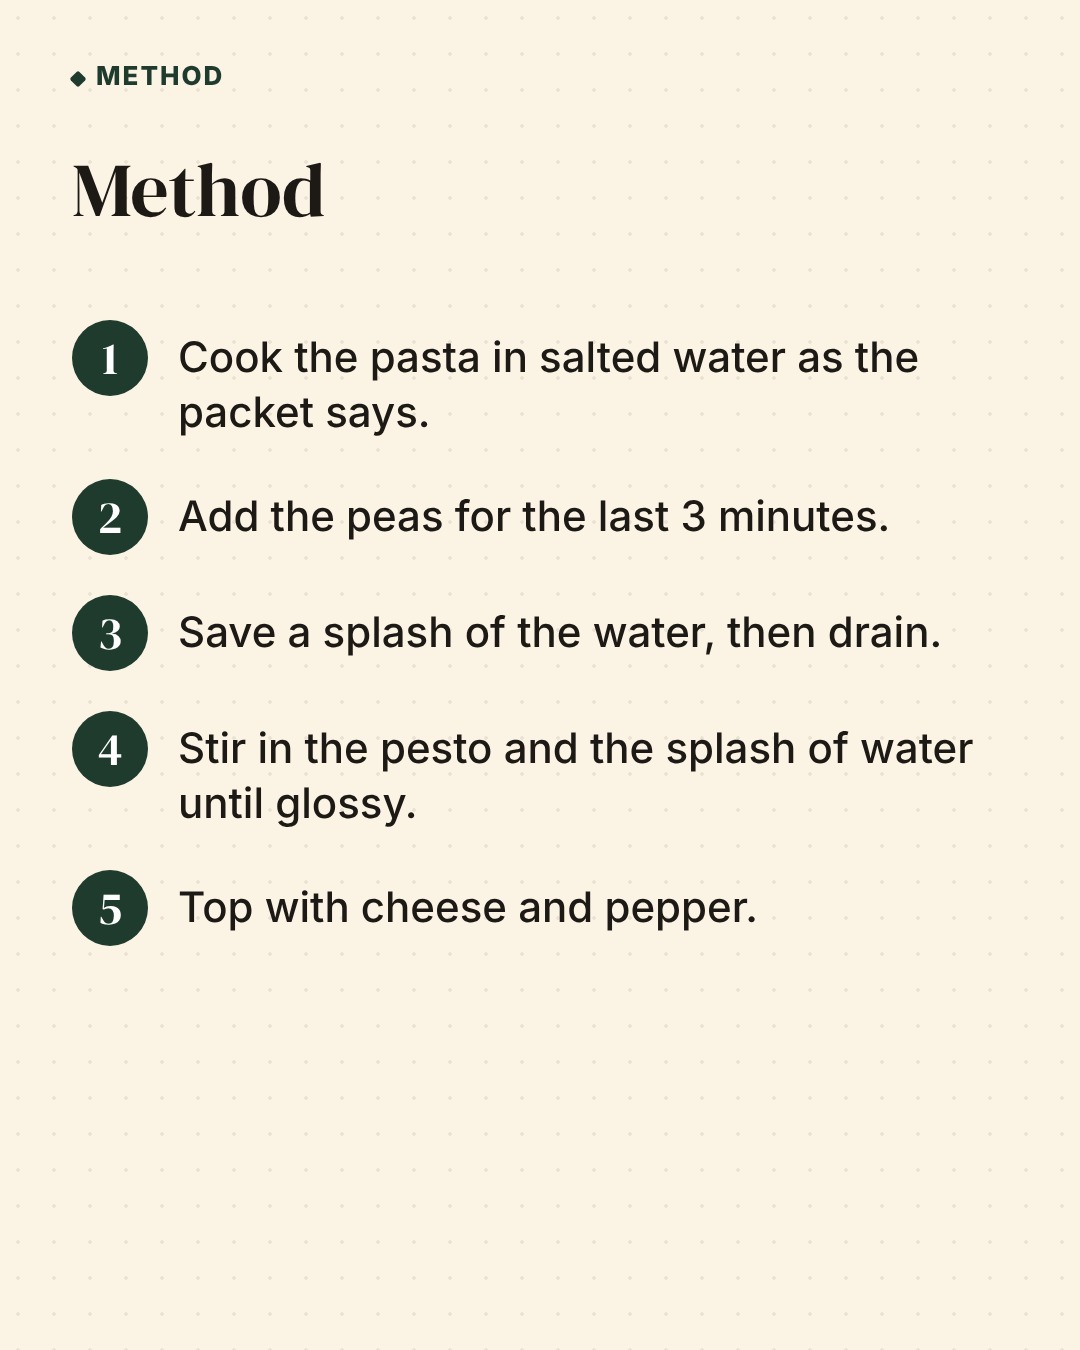 METHOD
Method
1 Cook the pasta in salted water as the
packet says.
2 Add the peas for the last 3 minutes.
3 Save a splash of the water, then drain.
4 Stir in the pesto and the splash of water
until glossy.
5 Top with cheese and pepper.